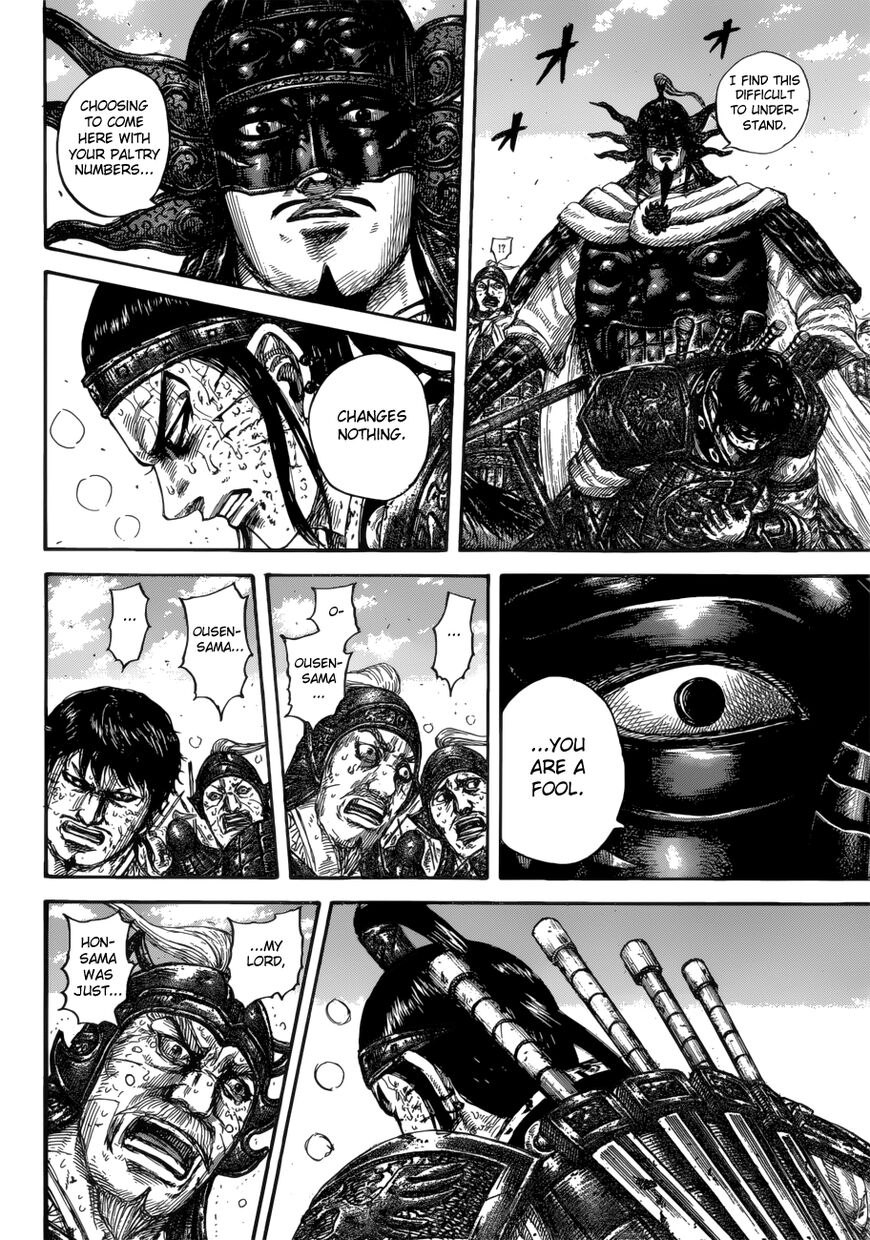 I FIND THIS
DIFFICULT
TO UNDER-
STAND.
!?
CHOOSING
TO COME
HERE WITH
YOUR PALTRY
NUMBERS...
CHANGES
NOTHING.
...YOU
ARE A
FOOL.
...
O-
OUSEN-
SAMA
...
OUSEN-
SAMA...
...
...MY
LORD,
HON-
SAMA
WAS
JUST...